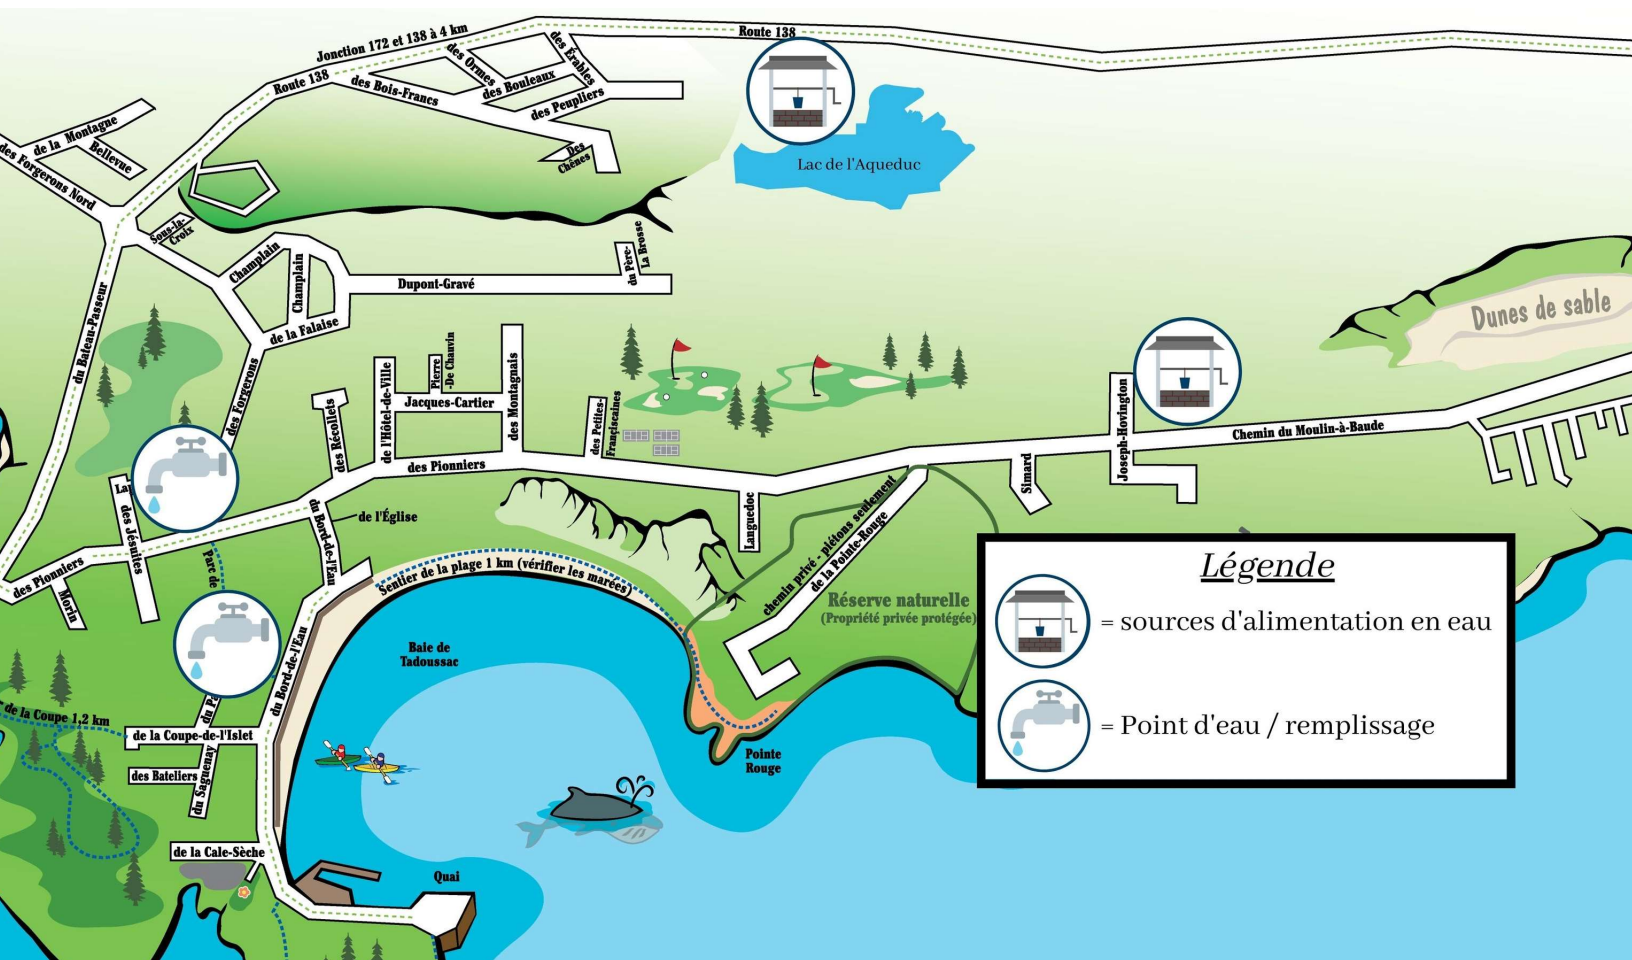 Jonction 172 et 138 à 4 km
Route 138
Route 138
des Ormes
des Érables
des Bouleaux
des Bois-Francs
des Peupliers
Des
Chênes
de la Montagne
Bellevue
des Forgerons Nord
Sous-la-
Croix
Lac de l'Aqueduc
Champlain
Champlain
Dupont-Gravé
du Père-
La Brosse
de la Falaise
du Bateau-Passeur
des Forgerons
des Récollets
de l'Hôtel-de-Ville
Pierre
-De Chauvin
Jacques-Cartier
des Montagnais
des Petites-
Franciscaines
des Pionniers
Dunes de sable
Joseph-Hovington
Chemin du Moulin-à-Baude
Simard
Languedoc
chemin privé - piétons seulement
de la Pointe-Rouge
Réserve naturelle
(Propriété privée protégée)
des Jésuites
des Pionniers
Morin
Parc de
du Bord-de-l'Eau
de l'Église
Sentier de la plage 1 km (vérifier les marées)
Baie de
Tadoussac
du Bord-de-l'Eau
de la Coupe 1,2 km
de la Coupe-de-l'Islet
des Bateliers
du Saguenay
de la Cale-Sèche
Quai
Pointe
Rouge
Légende
= sources d'alimentation en eau
= Point d'eau / remplissage